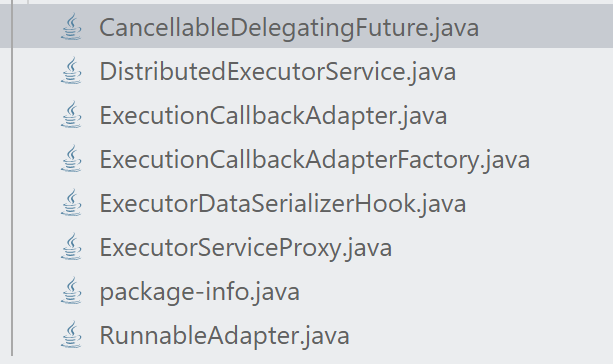 CancellableDelegatingFuture.java
DistributedExecutorService.java
ExecutionCallbackAdapter.java
ExecutionCallbackAdapterFactory.java
ExecutorDataSerializerHook.java
ExecutorServiceProxy.java
package-info.java
RunnableAdapter.java